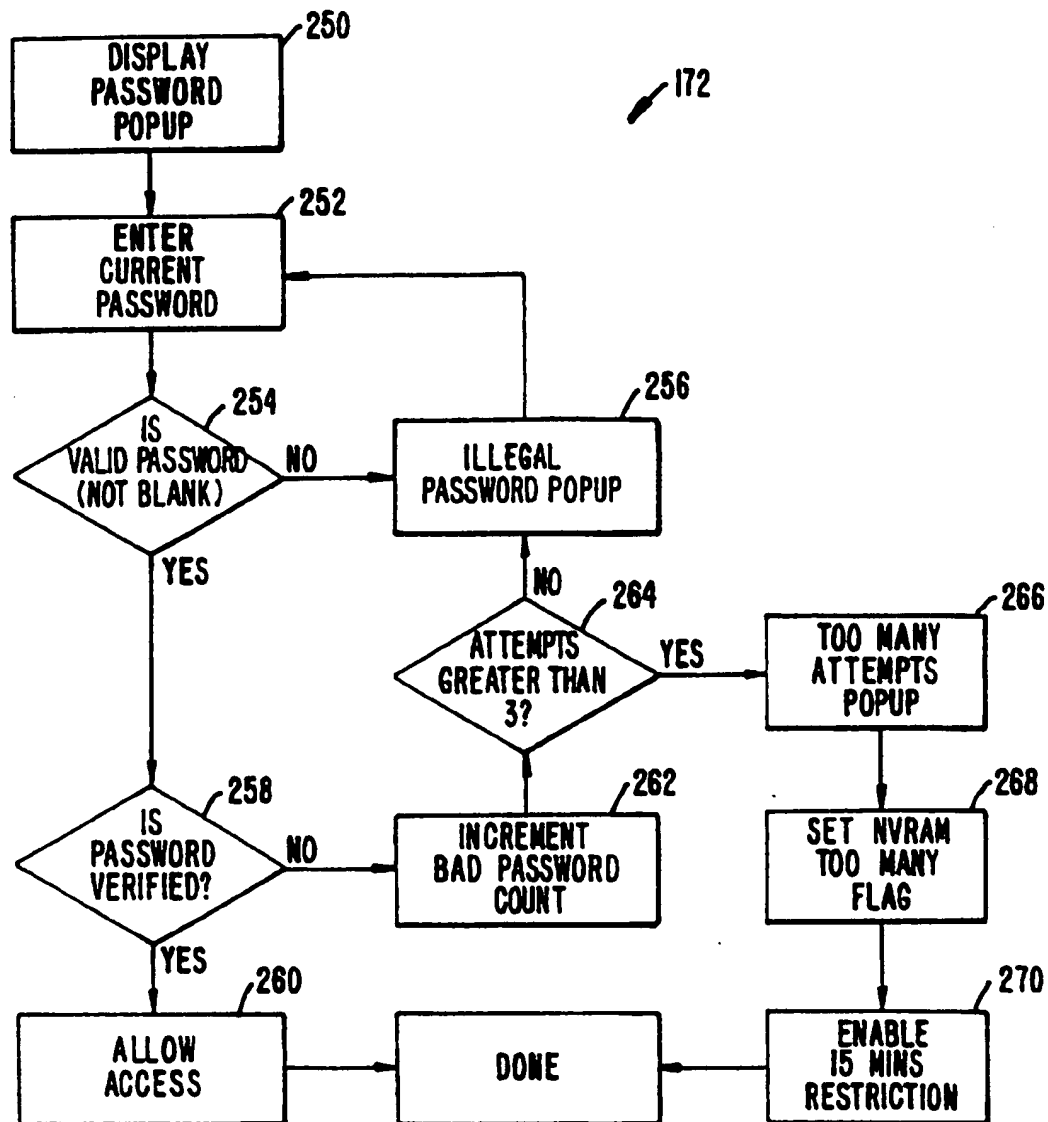 250
DISPLAY
PASSWORD
POPUP
172
252
ENTER
CURRENT
PASSWORD
254
IS
VALID PASSWORD
(NOT BLANK)
NO
YES
256
ILLEGAL
PASSWORD POPUP
NO
264
ATTEMPTS
GREATER THAN
3?
YES
266
TOO MANY
ATTEMPTS
POPUP
258
IS
PASSWORD
VERIFIED?
NO
YES
262
INCREMENT
BAD PASSWORD
COUNT
268
SET NVRAM
TOO MANY
FLAG
260
ALLOW
ACCESS
DONE
270
ENABLE
15 MINS
RESTRICTION